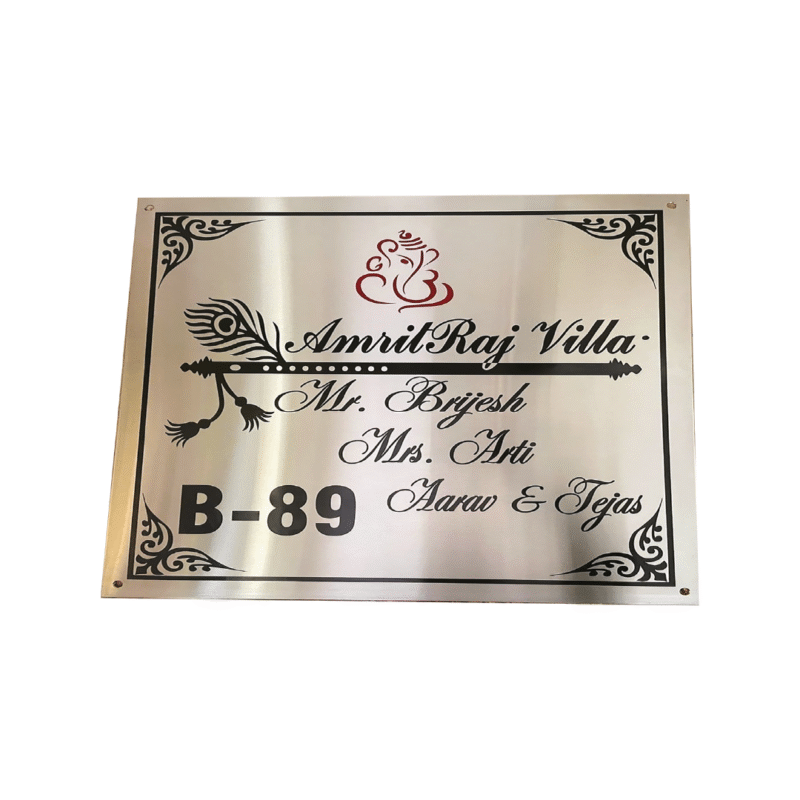 AmritRaj Villa
Mr. Brijesh
Mrs. Arti
Aarav & Tejas
B-89